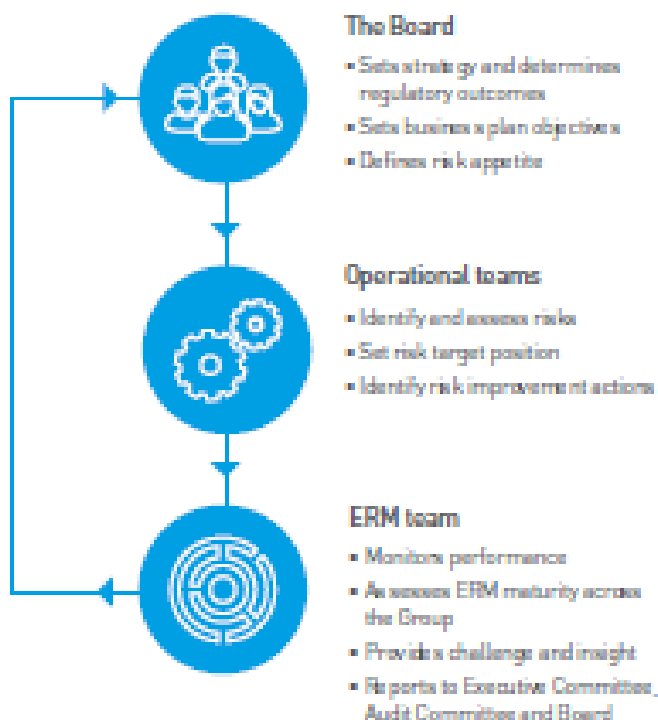 The Board
▪ Sets strategy and determines
regulatory outcomes
▪ Sets business plan objectives
▪ Defines risk appetite
Operational teams
▪ Identify and assess risks
▪ Set risk target position
▪ Identify risk improvement actions
ERM team
▪ Monitors performance
▪ Assesses ERM maturity across
the Group
▪ Provides challenge and insight
▪ Reports to Executive Committee,
Audit Committee and Board